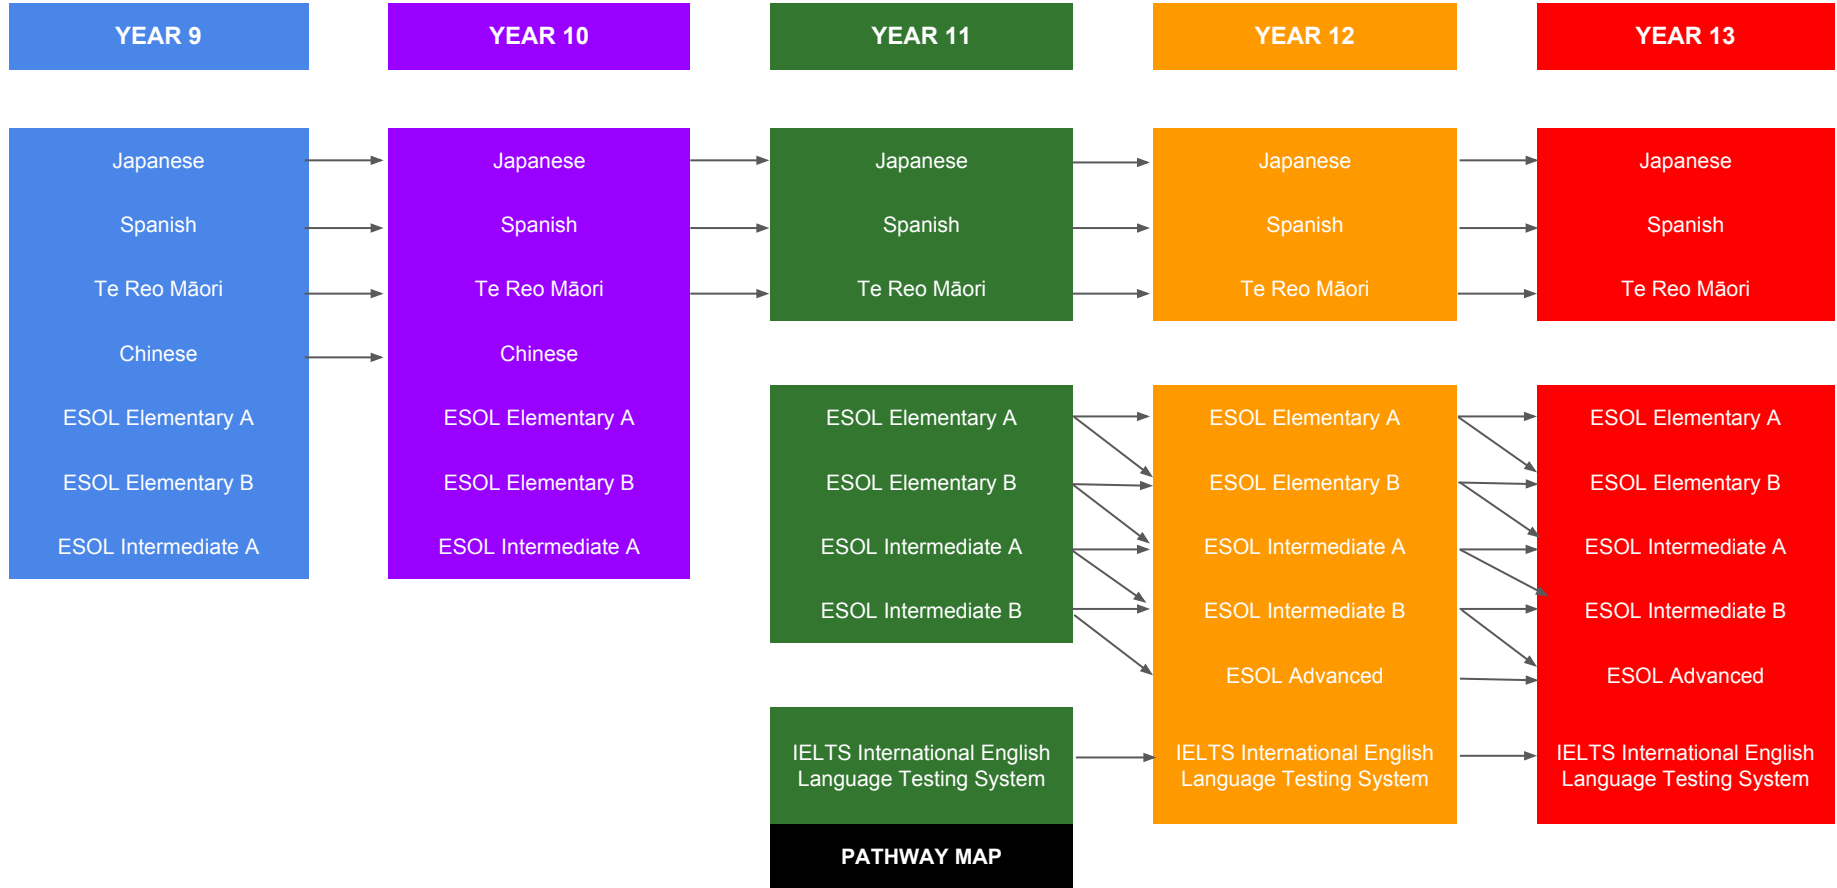 YEAR 9
YEAR 10
YEAR 11
YEAR 12
YEAR 13
Japanese
Spanish
Te Reo Māori
Chinese
ESOL Elementary A
ESOL Elementary B
ESOL Intermediate A
Japanese
Spanish
Te Reo Māori
Chinese
ESOL Elementary A
ESOL Elementary B
ESOL Intermediate A
Japanese
Spanish
Te Reo Māori
ESOL Elementary A
ESOL Elementary B
ESOL Intermediate A
ESOL Intermediate B
IELTS International English
Language Testing System
PATHWAY MAP
Japanese
Spanish
Te Reo Māori
ESOL Elementary A
ESOL Elementary B
ESOL Intermediate A
ESOL Intermediate B
ESOL Advanced
IELTS International English
Language Testing System
Japanese
Spanish
Te Reo Māori
ESOL Elementary A
ESOL Elementary B
ESOL Intermediate A
ESOL Intermediate B
ESOL Advanced
IELTS International English
Language Testing System